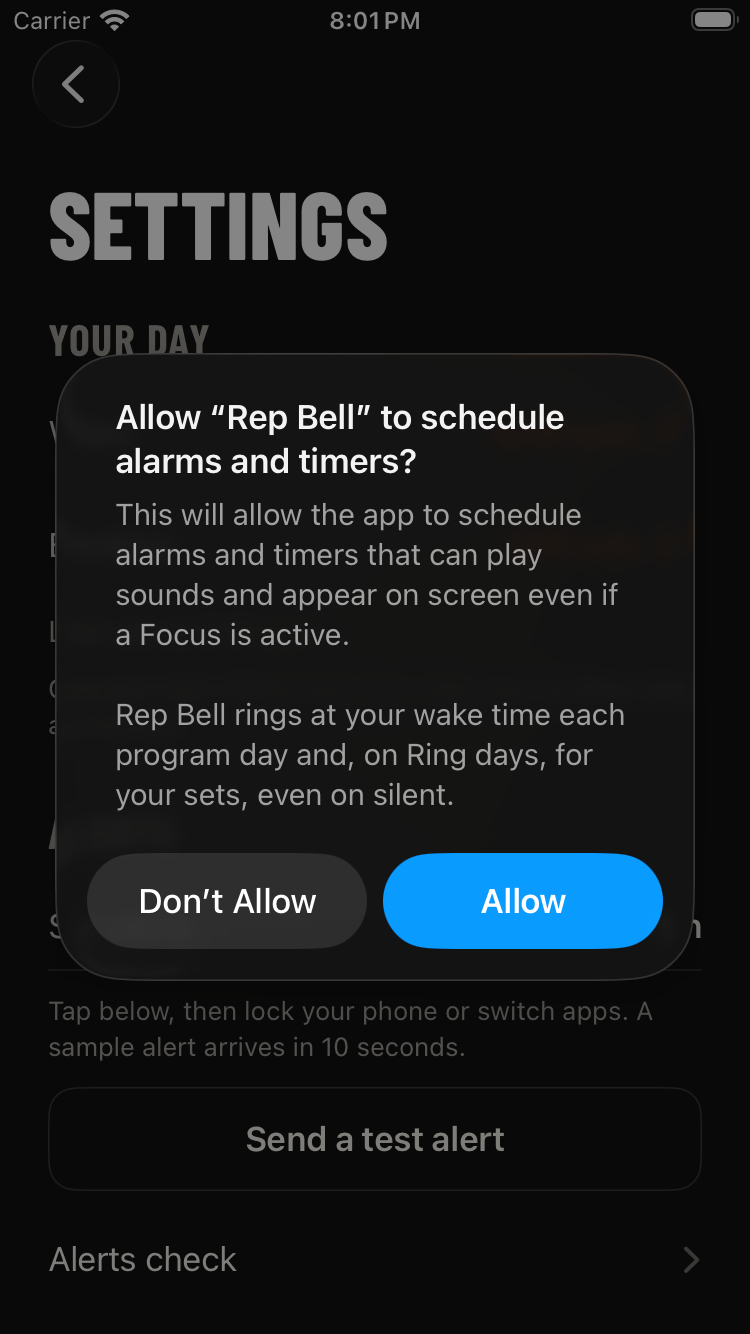 Carrier 8:01 PM
SETTINGS
YOUR DAY
Allow “Rep Bell” to schedule
alarms and timers?
This will allow the app to schedule
alarms and timers that can play
sounds and appear on screen even if
a Focus is active.
Rep Bell rings at your wake time each
program day and, on Ring days, for
your sets, even on silent.
Don’t Allow
Allow
Tap below, then lock your phone or switch apps. A
sample alert arrives in 10 seconds.
Send a test alert
Alerts check